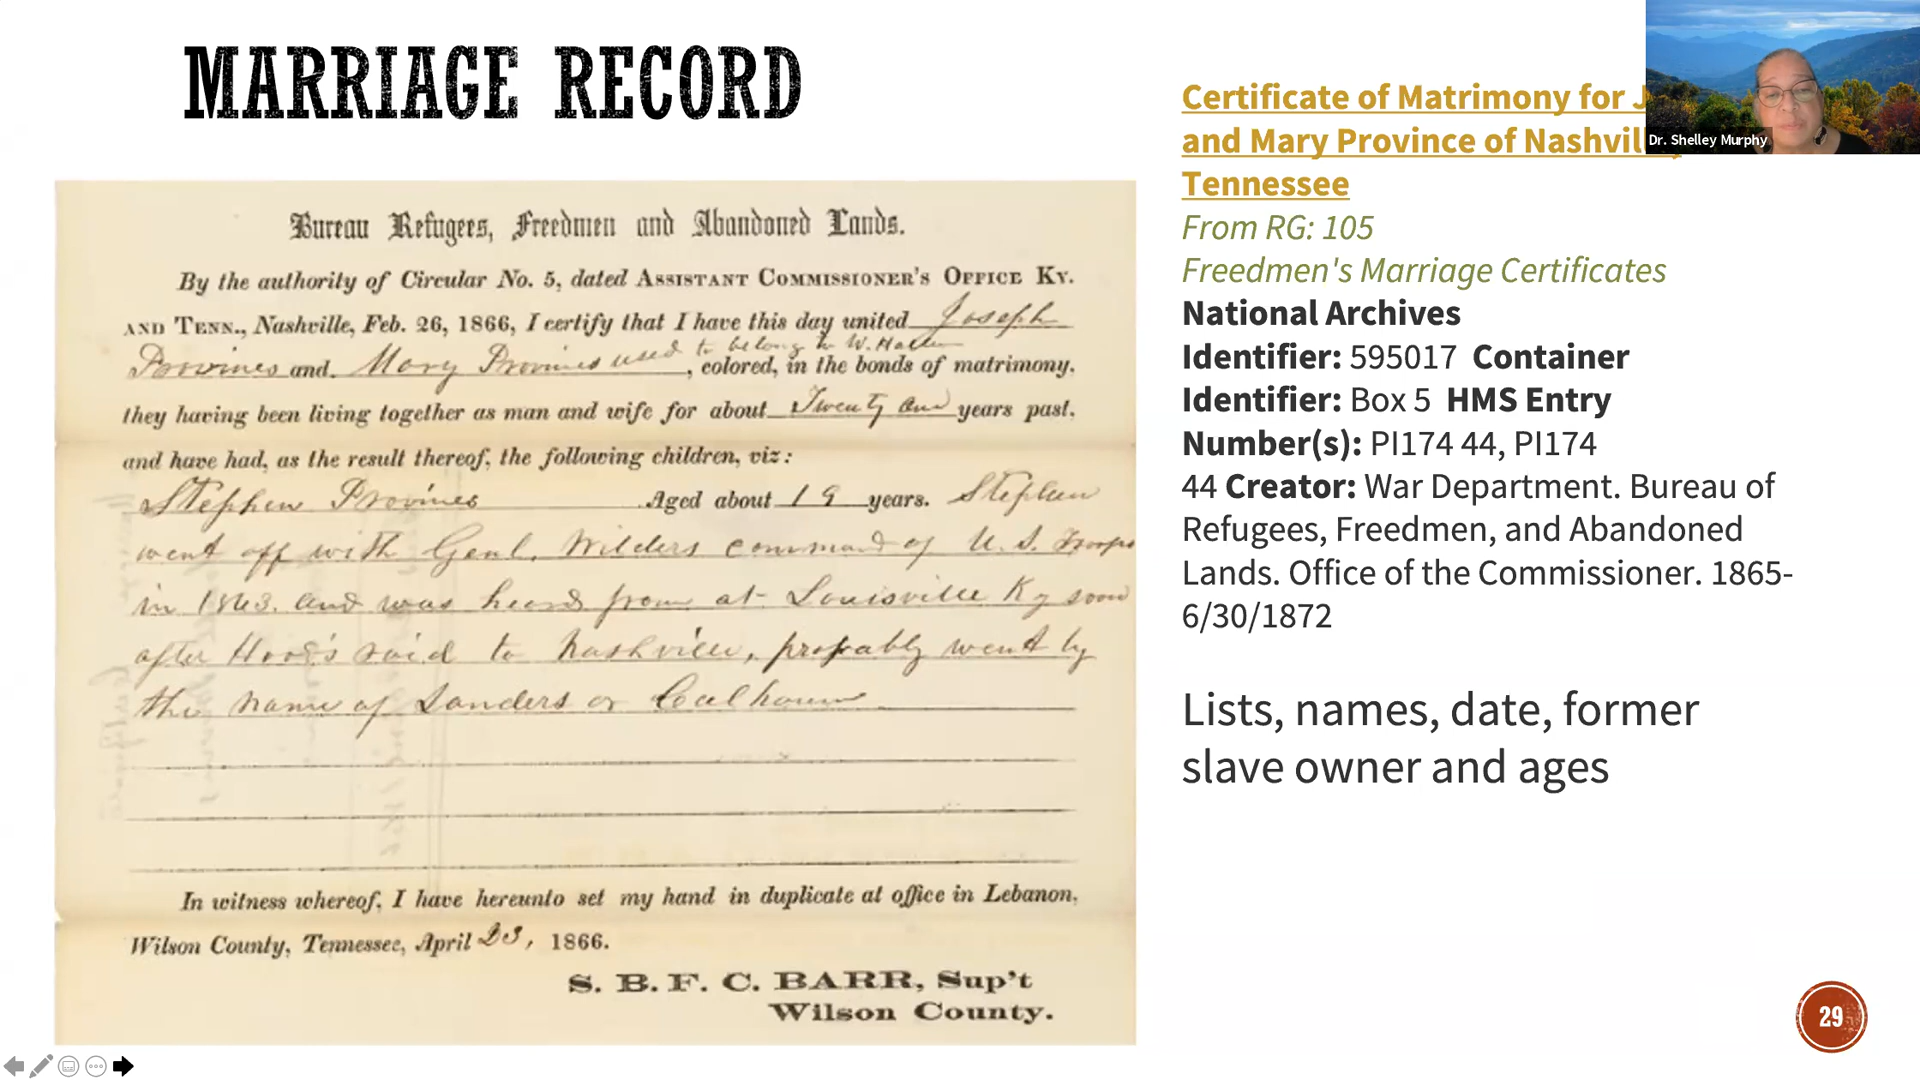 MARRIAGE RECORD
Bureau Refugees, Freedmen and Abandoned Lands.
By the authority of Circular No. 5, dated ASSISTANT COMMISSIONER'S OFFICE KY.
AND TENN., Nashville, Feb. 26, 1866, I certify that I have this day united Joseph
used to belong to W.
Provines and Mary Provines, colored, in the bonds of matrimony,
they having been living together as man and wife for about Twenty years past.
and have had, as the result thereof, the following children, viz:
Stephen Provines Aged about 19 years. Stephen
went off with Genl. Wilders command of U. S. Troops
in 1863. and was heard from at Louisville Ky soon
after Hood's raid to Nashville, probably went by
the name of Sanders or Calhoun
In witness whereof, I have hereunto set my hand in duplicate at office in Lebanon,
Wilson County, Tennessee, April 23, 1866.
S. B. F. C. BARR, Sup't
Wilson County.
Certificate of Matrimony for J
and Mary Province of Nashvil
Tennessee
From RG: 105
Freedmen's Marriage Certificates
National Archives
Identifier: 595017 Container
Identifier: Box 5 HMS Entry
Number(s): PI174 44, PI174
44 Creator: War Department. Bureau of
Refugees, Freedmen, and Abandoned
Lands. Office of the Commissioner. 1865-
6/30/1872
Lists, names, date, former
slave owner and ages
Dr. Shelley Murphy
29